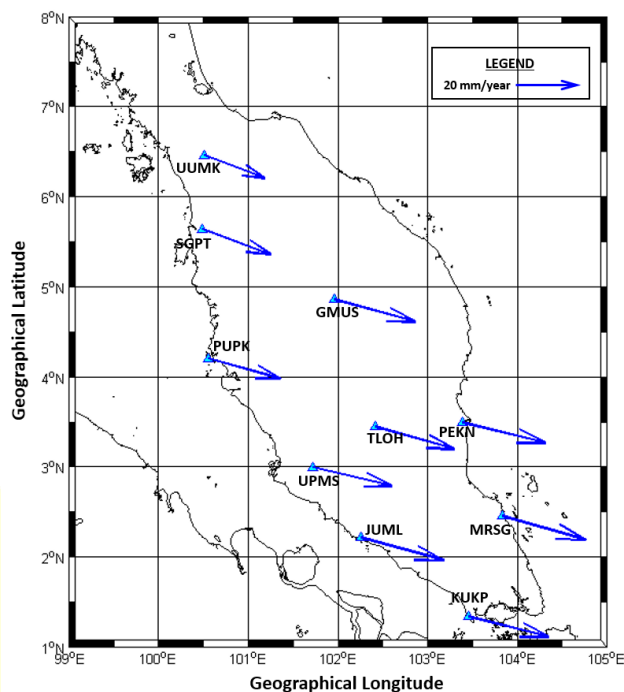 8°N
LEGEND
20 mm/year
7°N
UUMK
6°N
SGPT
5°N
GMUS
PUPK
4°N
TLOH
PEKN
3°N
UPMS
JUML
MRSG
2°N
KUKP
1°N
99°E
100°E
101°E
102°E
103°E
104°E
105°E
Geographical Latitude
Geographical Longitude